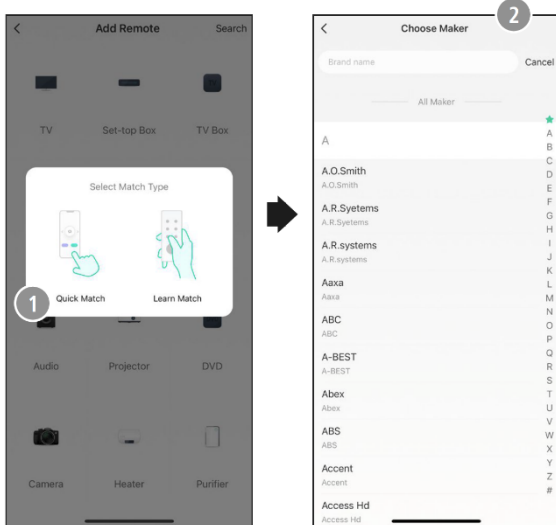 2
< Add Remote Search
TV Set-top Box TV Box
Select Match Type
1 Quick Match Learn Match
Audio Projector DVD
Camera Heater Purifier
< Choose Maker
Brand name Cancel
All Maker
A
A.O.Smith
A.O.Smith
A.R.Syetems
A.R.Syetems
A.R.systems
A.R.systems
Aaxa
Aaxa
ABC
ABC
A-BEST
A-BEST
Abex
Abex
ABS
ABS
Accent
Accent
Access Hd
Access Hd
A
B
C
D
E
F
G
H
I
J
K
L
M
N
O
P
Q
R
S
T
U
V
W
X
Y
Z
#